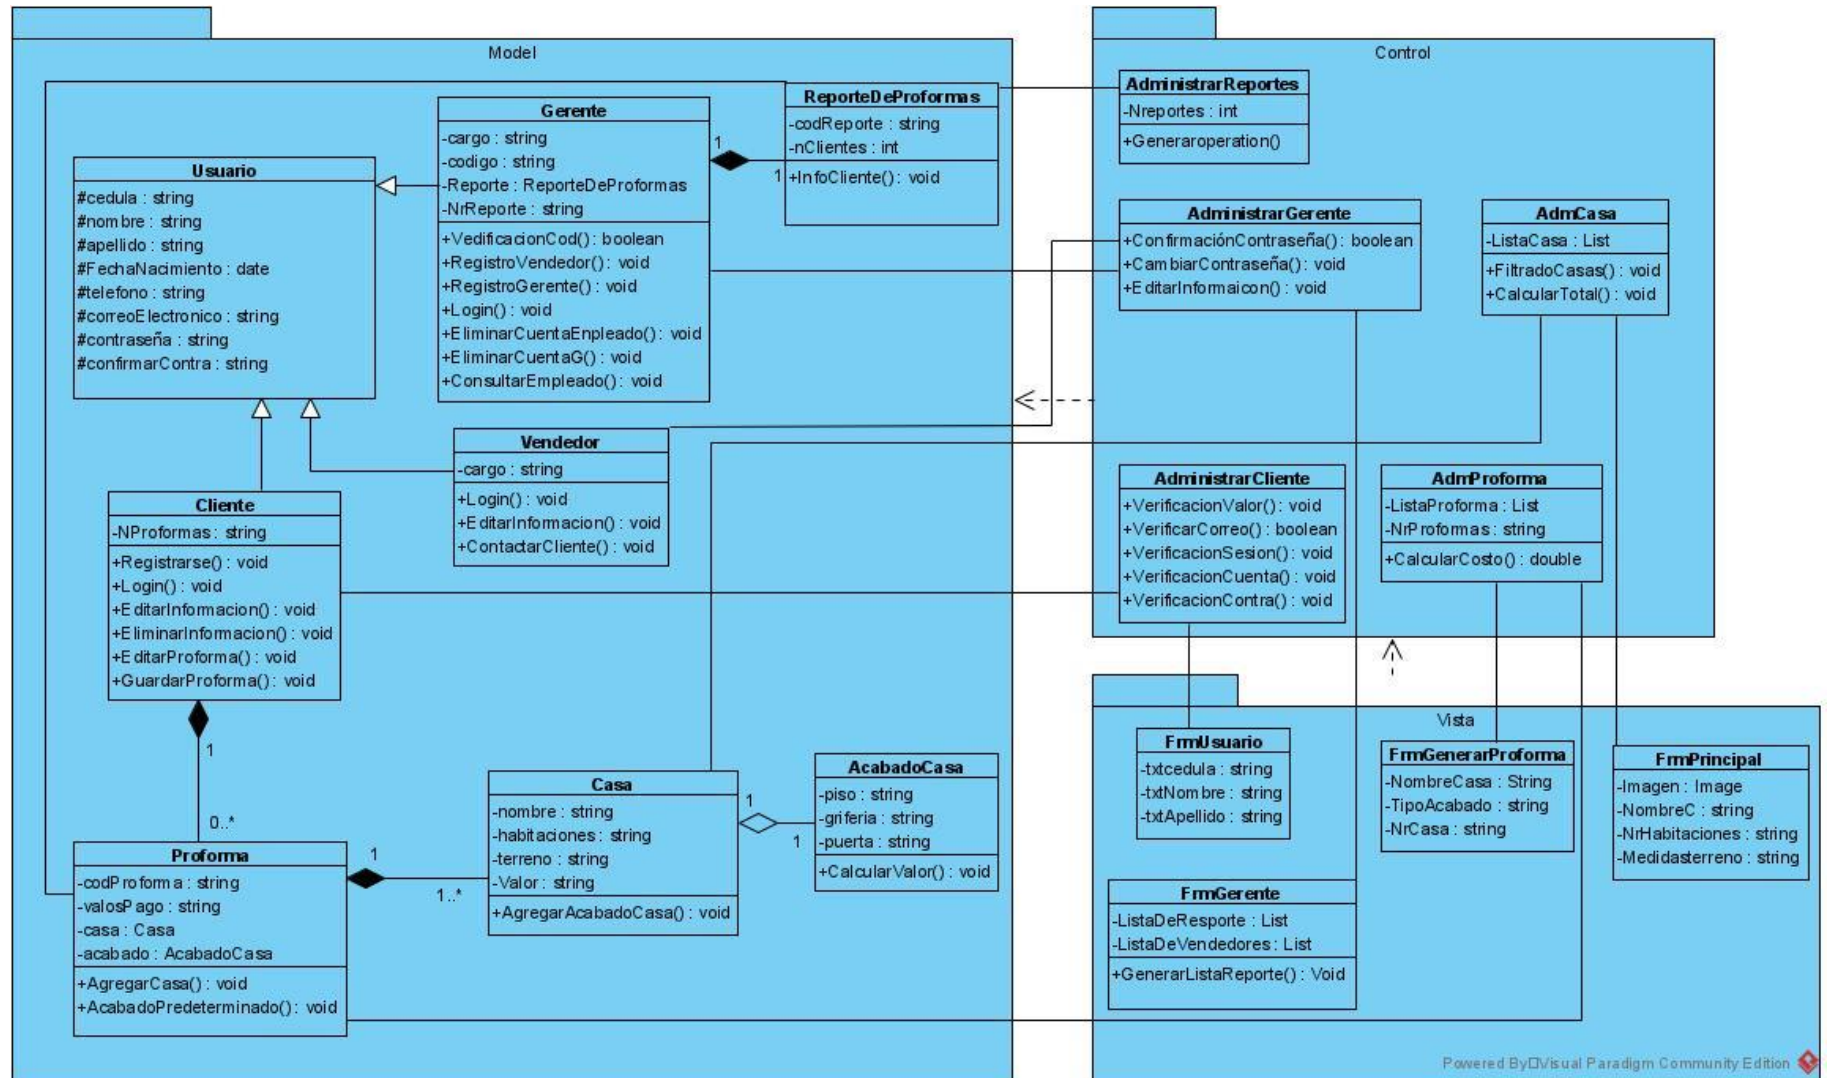 Model
Usuario
#cedula : string
#nombre : string
#apellido : string
#FechaNacimiento : date
#telefono : string
#correoElectronico : string
#contraseña : string
#confirmarContra : string
Gerente
-cargo : string
-codigo : string
-Reporte : ReporteDeProformas
-NrReporte : string
+VedificacionCod() : boolean
+RegistroVendedor() : void
+RegistroGerente() : void
+Login() : void
+EliminarCuentaEnpleado() : void
+EliminarCuentaG() : void
+ConsultarEmpleado() : void
1
1
ReporteDeProformas
-codReporte : string
-nClientes : int
+InfoCliente() : void
Vendedor
-cargo : string
+Login() : void
+EditarInformacion() : void
+ContactarCliente() : void
Cliente
-NProformas : string
+Registrarse() : void
+Login() : void
+EditarInformacion() : void
+EliminarInformacion() : void
+EditarProforma() : void
+GuardarProforma() : void
1
0..*
Proforma
-codProforma : string
-valosPago : string
-casa : Casa
-acabado : AcabadoCasa
+AgregarCasa() : void
+AcabadoPredeterminado() : void
1
1..*
Casa
-nombre : string
-habitaciones : string
-terreno : string
-Valor : string
+AgregarAcabadoCasa() : void
1
1
AcabadoCasa
-piso : string
-griferia : string
-puerta : string
+CalcularValor() : void
Control
AdministrarReportes
-Nreportes : int
+Generaroperation()
AdministrarGerente
+ConfirmaciónContraseña() : boolean
+CambiarContraseña() : void
+EditarInformaicon() : void
AdmCasa
-ListaCasa : List
+FiltradoCasas() : void
+CalcularTotal() : void
AdministrarCliente
+VerificacionValor() : void
+VerificarCorreo() : boolean
+VerificacionSesion() : void
+VerificacionCuenta() : void
+VerificacionContra() : void
AdmProforma
-ListaProforma : List
-NrProformas : string
+CalcularCosto() : double
Vista
FrmUsuario
-txtcedula : string
-txtNombre : string
-txtApellido : string
FrmGenerarProforma
-NombreCasa : String
-TipoAcabado : string
-NrCasa : string
FrmPrincipal
-Imagen : Image
-NombreC : string
-NrHabitaciones : string
-Medidasterreno : string
FrmGerente
-ListaDeResporte : List
-ListaDeVendedores : List
+GenerarListaReporte() : Void
Powered By Visual Paradigm Community Edition